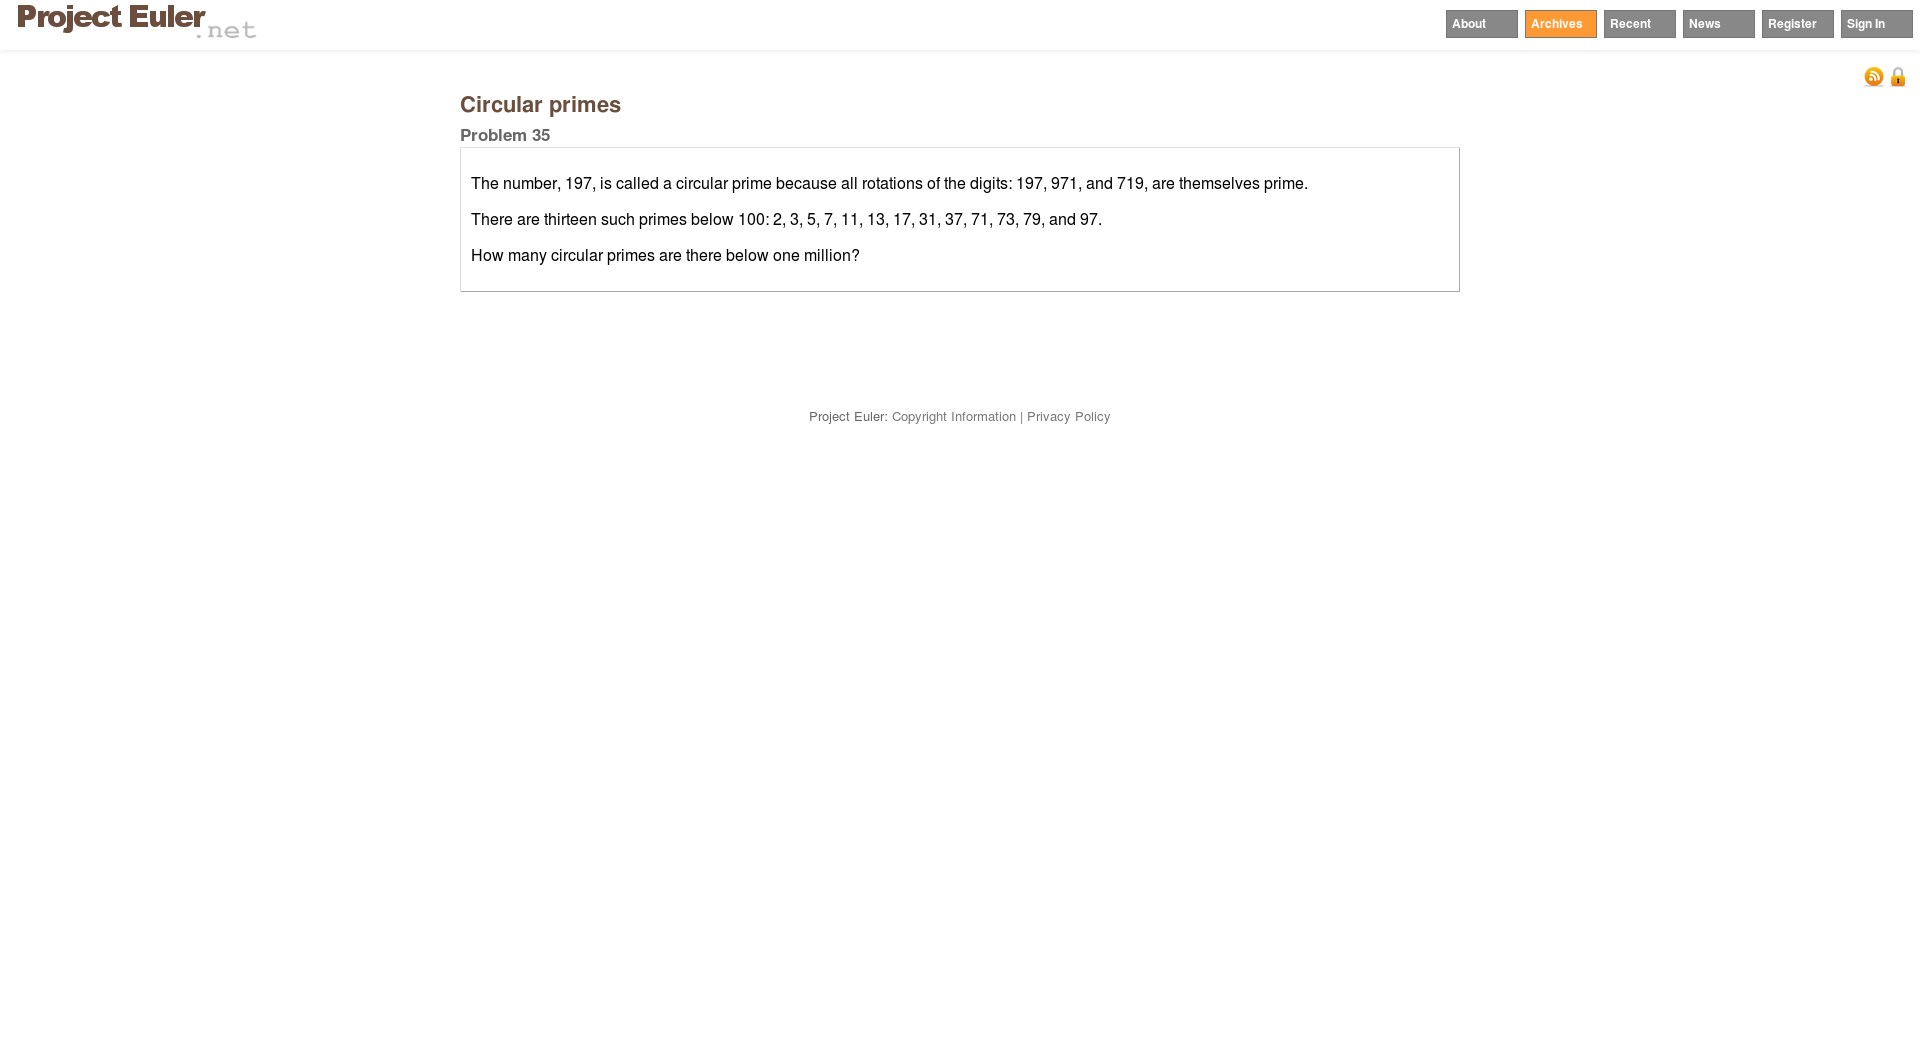 Project Euler.net
About Archives Recent News Register Sign In
Circular primes
Problem 35
The number, 197, is called a circular prime because all rotations of the digits: 197, 971, and 719, are themselves prime.
There are thirteen such primes below 100: 2, 3, 5, 7, 11, 13, 17, 31, 37, 71, 73, 79, and 97.
How many circular primes are there below one million?
Project Euler: Copyright Information | Privacy Policy